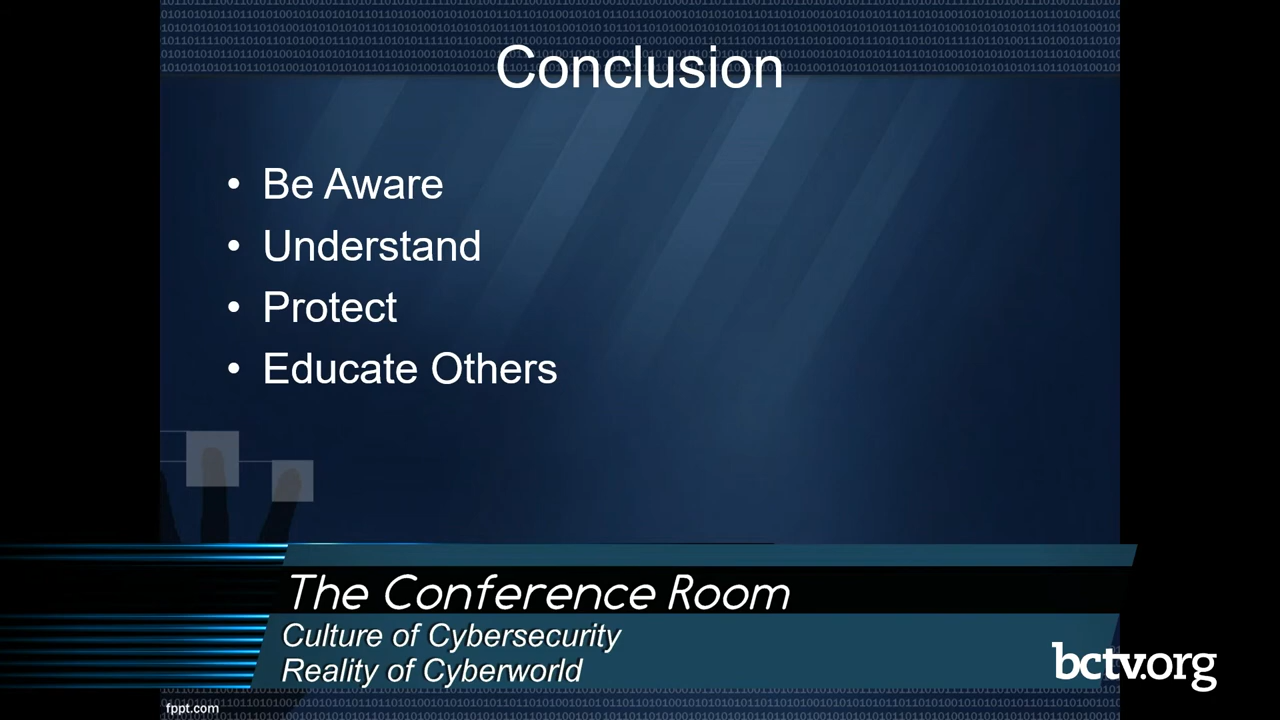 Conclusion
• Be Aware
• Understand
• Protect
• Educate Others
The Conference Room
Culture of Cybersecurity
Reality of Cyberworld
bctv.org
fppt.com